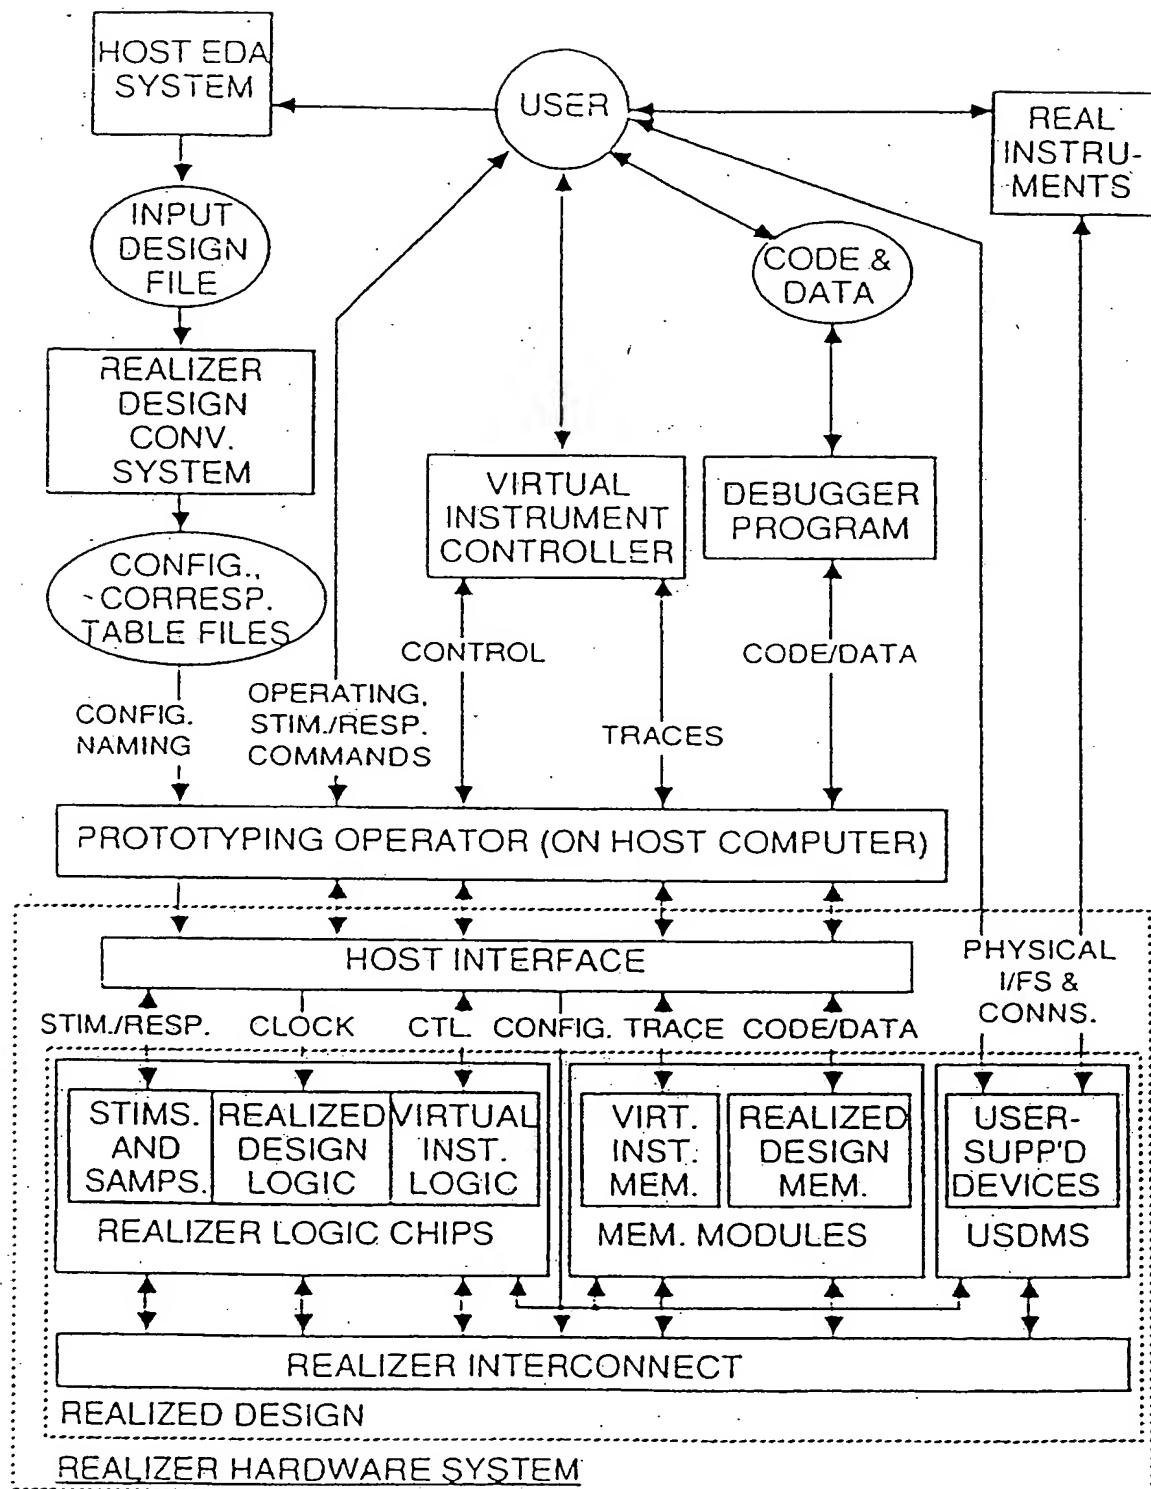 HOST EDA
SYSTEM
USER
REAL
INSTRU-
MENTS
INPUT
DESIGN
FILE
CODE &
DATA
REALIZER
DESIGN
CONV.
SYSTEM
VIRTUAL
INSTRUMENT
CONTROLLER
DEBUGGER
PROGRAM
CONFIG.,
CORRESP.
TABLE FILES
CONTROL
CODE/DATA
CONFIG.
NAMING
OPERATING,
STIM./RESP.
COMMANDS
TRACES
PROTOTYPING OPERATOR (ON HOST COMPUTER)
HOST INTERFACE
PHYSICAL
I/FS &
CONNS.
STIM./RESP.
CLOCK
CTL.
CONFIG.
TRACE
CODE/DATA
STIMS.
AND
SAMPS.
REALIZED
DESIGN
LOGIC
VIRTUAL
INST.
LOGIC
REALIZER LOGIC CHIPS
VIRT.
INST.
MEM.
REALIZED
DESIGN
MEM.
MEM. MODULES
USER-
SUPP'D
DEVICES
USDMS
REALIZER INTERCONNECT
REALIZED DESIGN
REALIZER HARDWARE SYSTEM